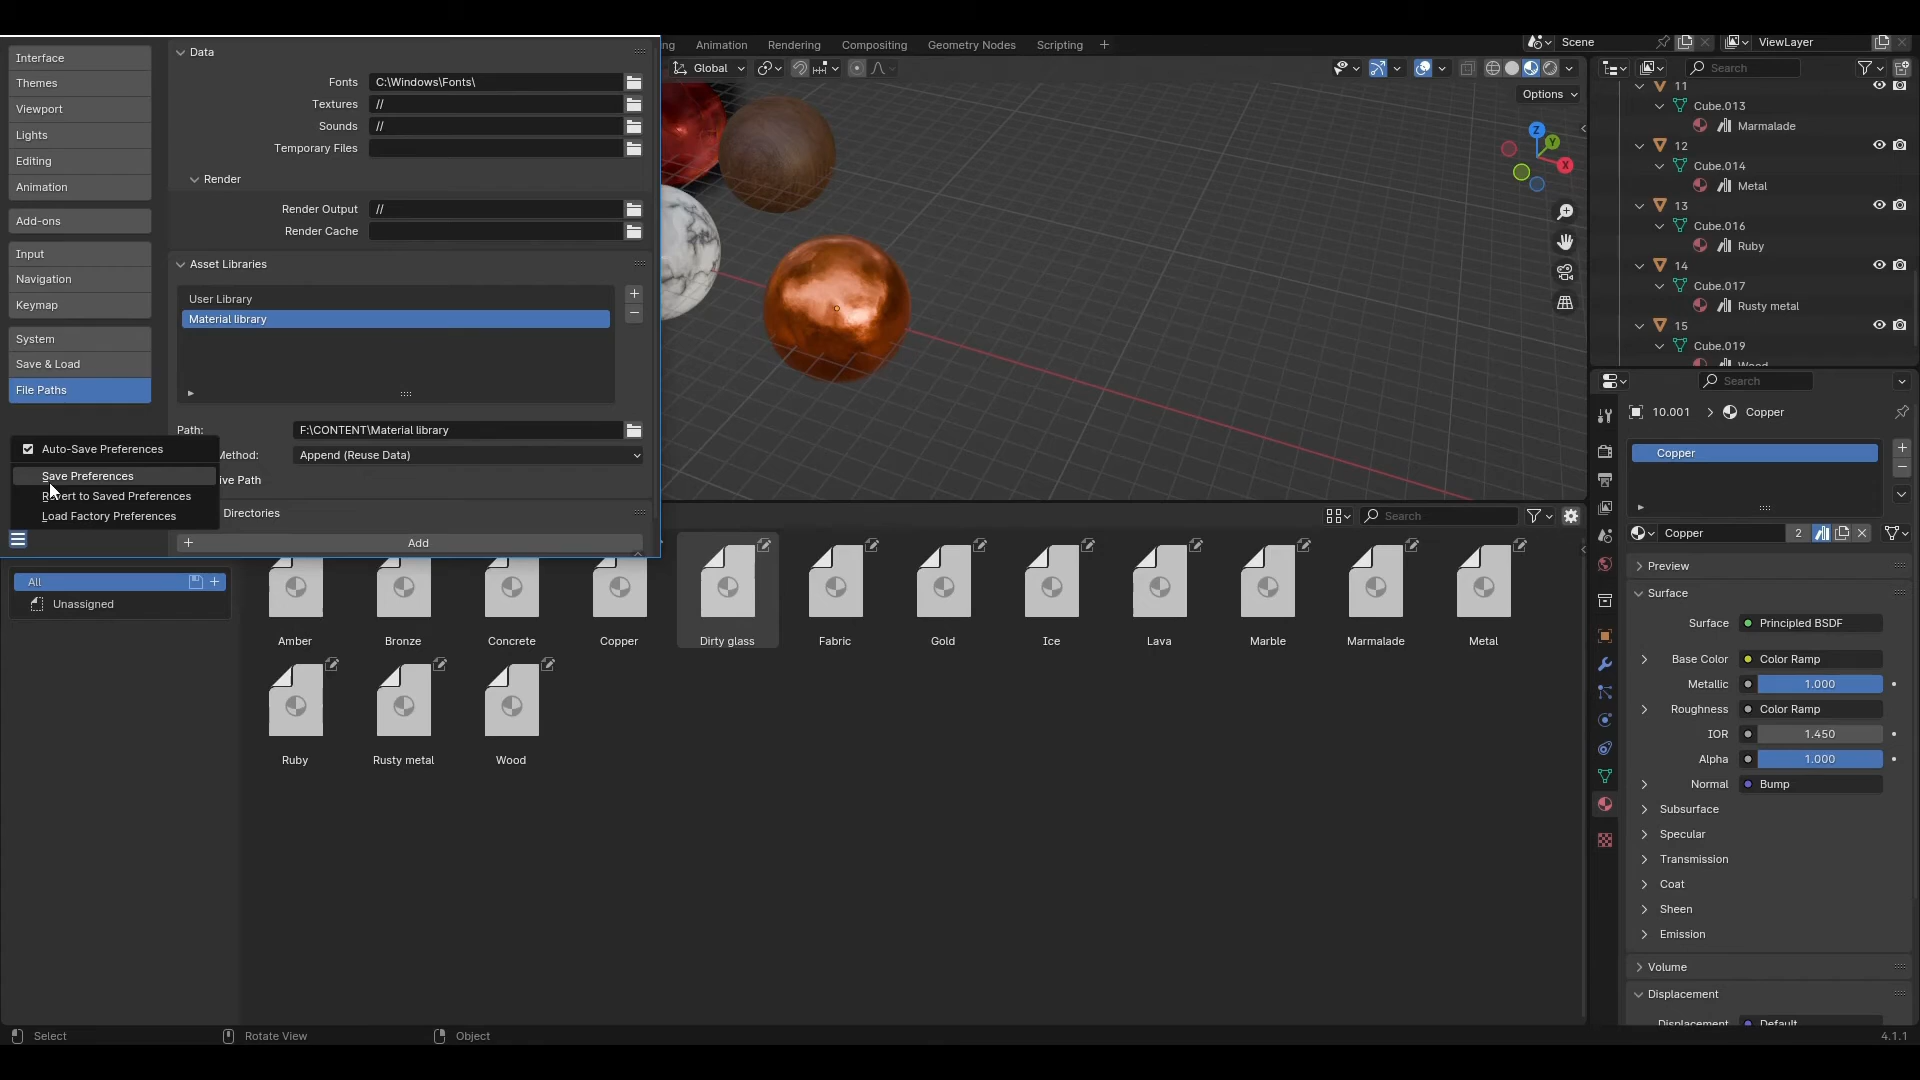 Interface
Themes
Viewport
Lights
Editing
Animation
Add-ons
Input
Navigation
Keymap
System
Save & Load
File Paths
Auto-Save Preferences
Save Preferences
Revert to Saved Preferences
Load Factory Preferences
Data
Fonts C:\Windows\Fonts\
Textures //
Sounds //
Temporary Files
Render
Render Output //
Render Cache
Asset Libraries
User Library
Material library
Path: F:\CONTENT\Material library
Method: Append (Reuse Data)
ive Path
Directories
Add
ng Animation Rendering Compositing Geometry Nodes Scripting
Global
Options
Z
Y
X
Scene ViewLayer
Search
11
Cube.013
Marmalade
12
Cube.014
Metal
13
Cube.016
Ruby
14
Cube.017
Rusty metal
15
Cube.019
Wood
Search
10.001 Copper
Copper
Copper 2
Preview
Surface
Surface Principled BSDF
Base Color Color Ramp
Metallic 1.000
Roughness Color Ramp
IOR 1.450
Alpha 1.000
Normal Bump
Subsurface
Specular
Transmission
Coat
Sheen
Emission
Volume
Displacement
Displacement Default
Search
All
Unassigned
Amber Bronze Concrete Copper Dirty glass Fabric Gold Ice Lava Marble Marmalade Metal
Ruby Rusty metal Wood
Select Rotate View Object 4.1.1